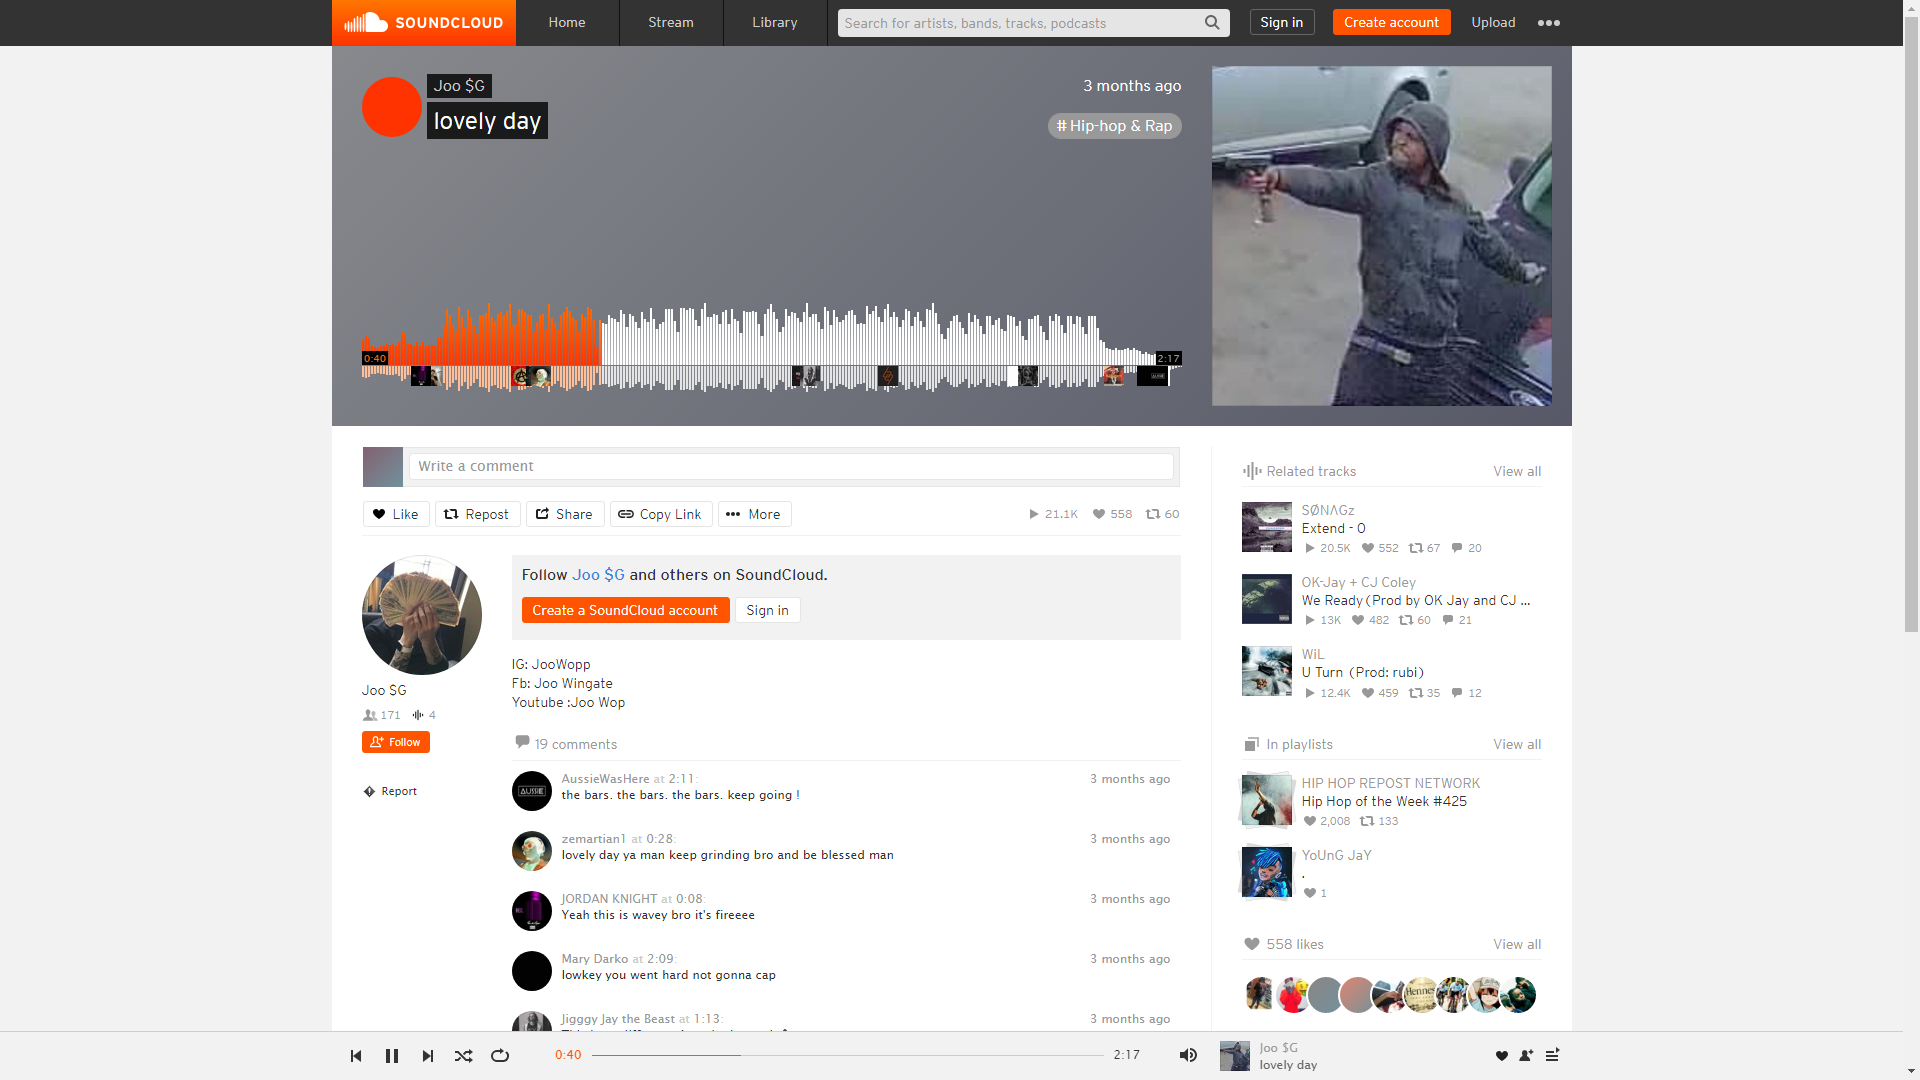 SOUNDCLOUD
Home
Stream
Library
Search for artists, bands, tracks, podcasts
Sign in
Create account
Upload
Joo $G
lovely day
3 months ago
# Hip-hop & Rap
0:40
2:17
Write a comment
Like
Repost
Share
Copy Link
More
21.1K
558
60
Follow Joo $G and others on SoundCloud.
Create a SoundCloud account
Sign in
Joo $G
171
4
Follow
Report
IG: JooWopp
Fb: Joo Wingate
Youtube :Joo Wop
19 comments
AussieWasHere at 2:11:
3 months ago
the bars. the bars. the bars. keep going !
zemartian1 at 0:28:
3 months ago
lovely day ya man keep grinding bro and be blessed man
JORDAN KNIGHT at 0:08:
3 months ago
Yeah this is wavey bro it's fireeee
Mary Darko at 2:09:
3 months ago
lowkey you went hard not gonna cap
Jigggy Jay the Beast at 1:13:
3 months ago
Related tracks
View all
SØNΛGz
Extend - O
20.5K
552
67
20
OK-Jay + CJ Coley
We Ready(Prod by OK Jay and CJ ...
13K
482
60
21
WiL
U Turn (Prod: rubi)
12.4K
459
35
12
In playlists
View all
HIP HOP REPOST NETWORK
Hip Hop of the Week #425
2,008
133
YoUnG JaY
.
1
558 likes
View all
0:40
2:17
Joo $G
lovely day